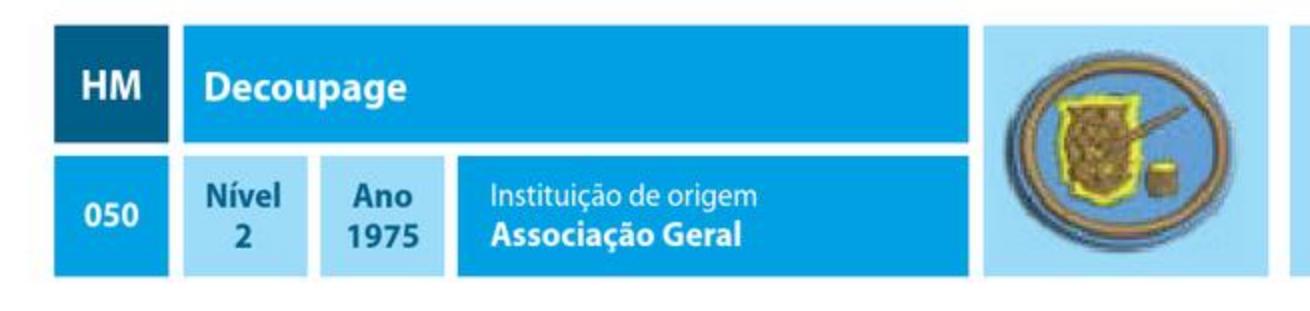 HM
Decoupage
050
Nível
2
Ano
1975
Instituição de origem
Associação Geral